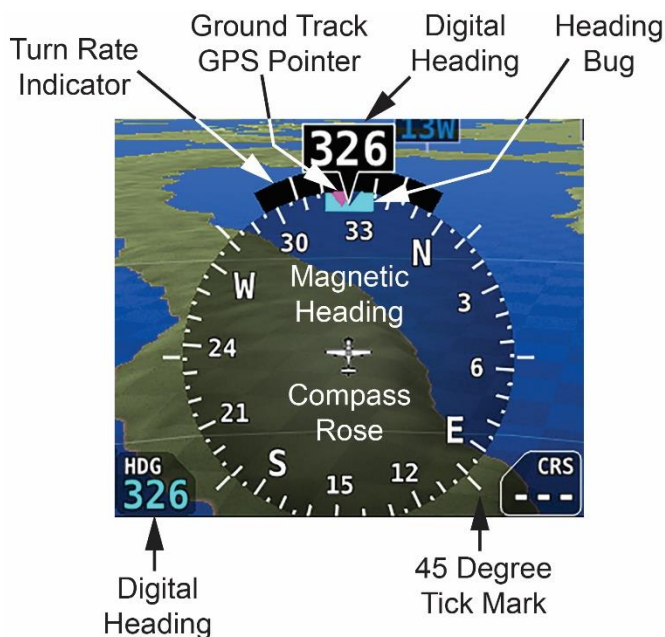 Turn Rate
Indicator
Ground Track
GPS Pointer
Digital
Heading
Heading
Bug
13W
326
33
30
N
W
3
Magnetic
Heading
24
6
Compass
Rose
21
E
S
15
12
HDG
326
CRS
---
Digital
Heading
45 Degree
Tick Mark